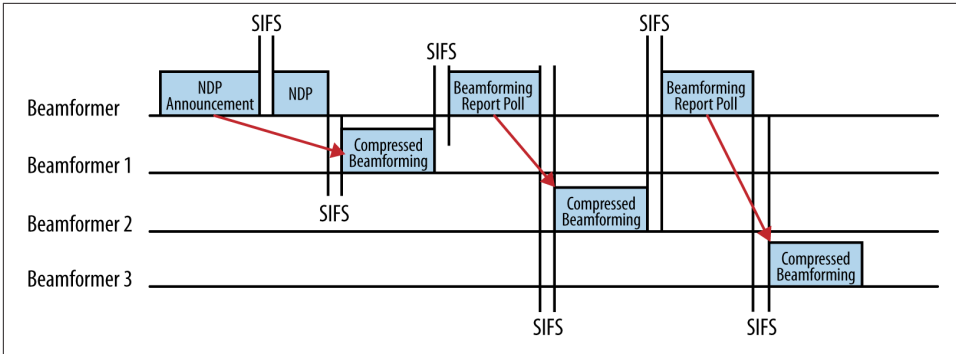 SIFS
SIFS
SIFS
NDP
Announcement
NDP
Beamforming
Report Poll
Beamforming
Report Poll
Beamformer
Compressed
Beamforming
Beamformer 1
SIFS
Compressed
Beamforming
Beamformer 2
Compressed
Beamforming
Beamformer 3
SIFS
SIFS